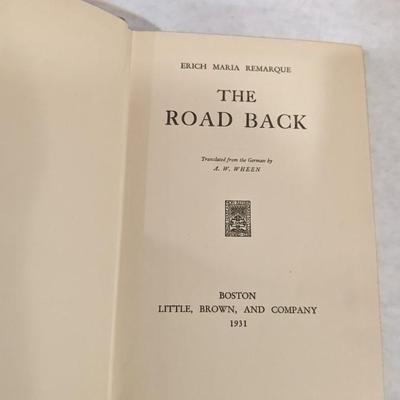 ERICH MARIA REMARQUE
THE
ROAD BACK
Translated from the German by
A. W. WHEEN
BOSTON
LITTLE, BROWN, AND COMPANY
1931